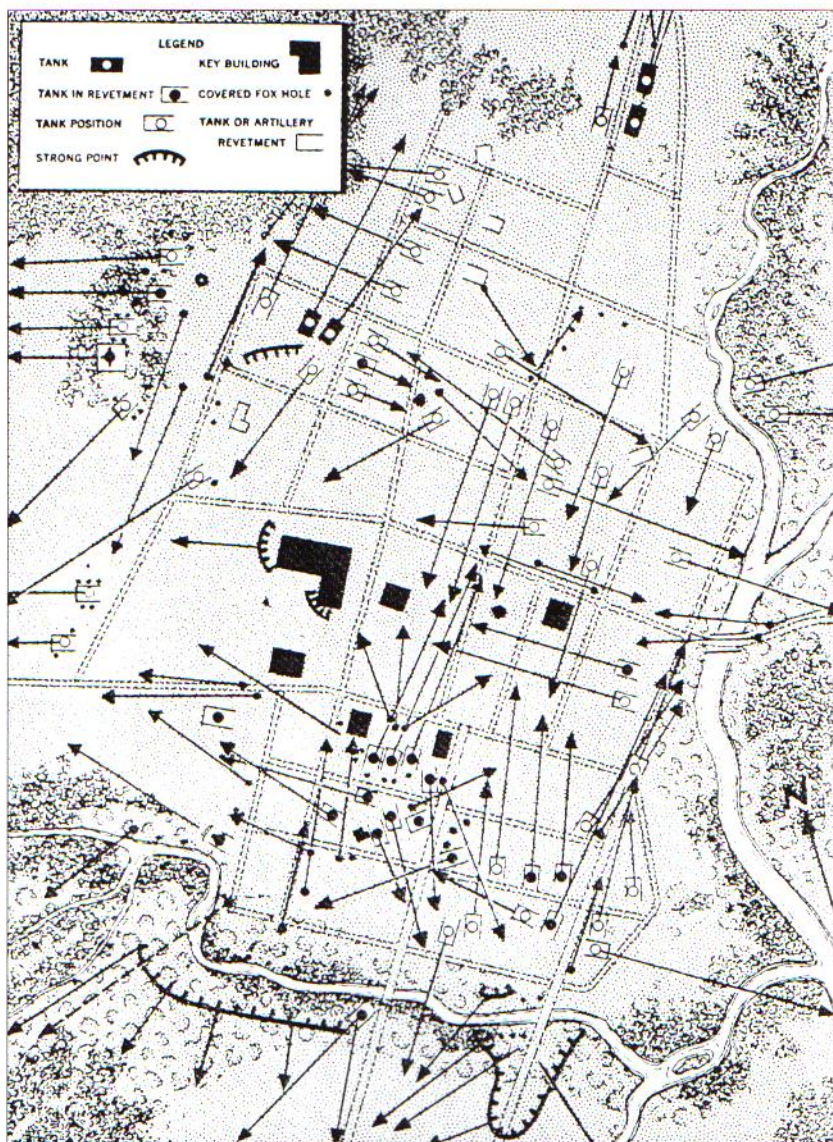 LEGEND
TANK
KEY BUILDING
TANK IN REVETMENT
COVERED FOX HOLE
TANK POSITION
TANK OR ARTILLERY
REVETMENT
STRONG POINT
N